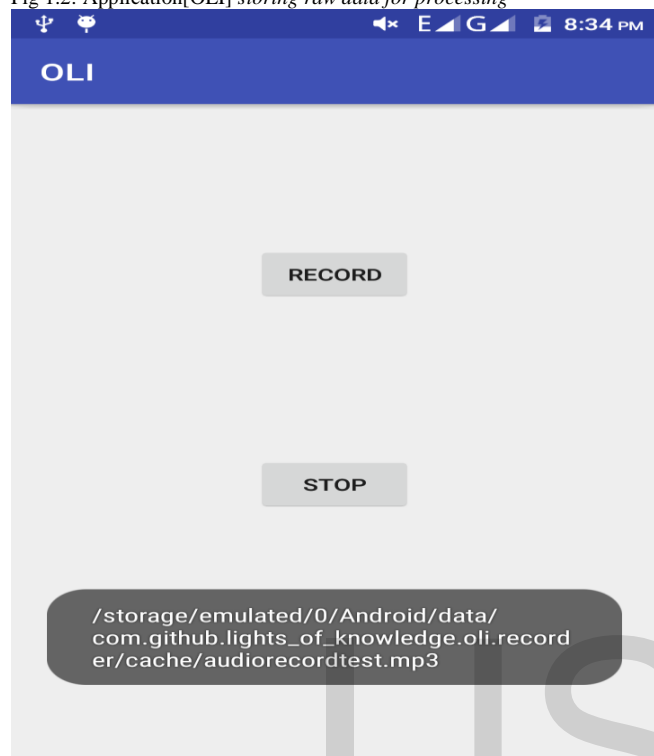 Fig 1.2: Application[OLI] storing raw data for processing
E G 8:34 PM
OLI
RECORD
STOP
/storage/emulated/0/Android/data/
com.github.lights_of_knowledge.oli.record
er/cache/audiorecordtest.mp3
US